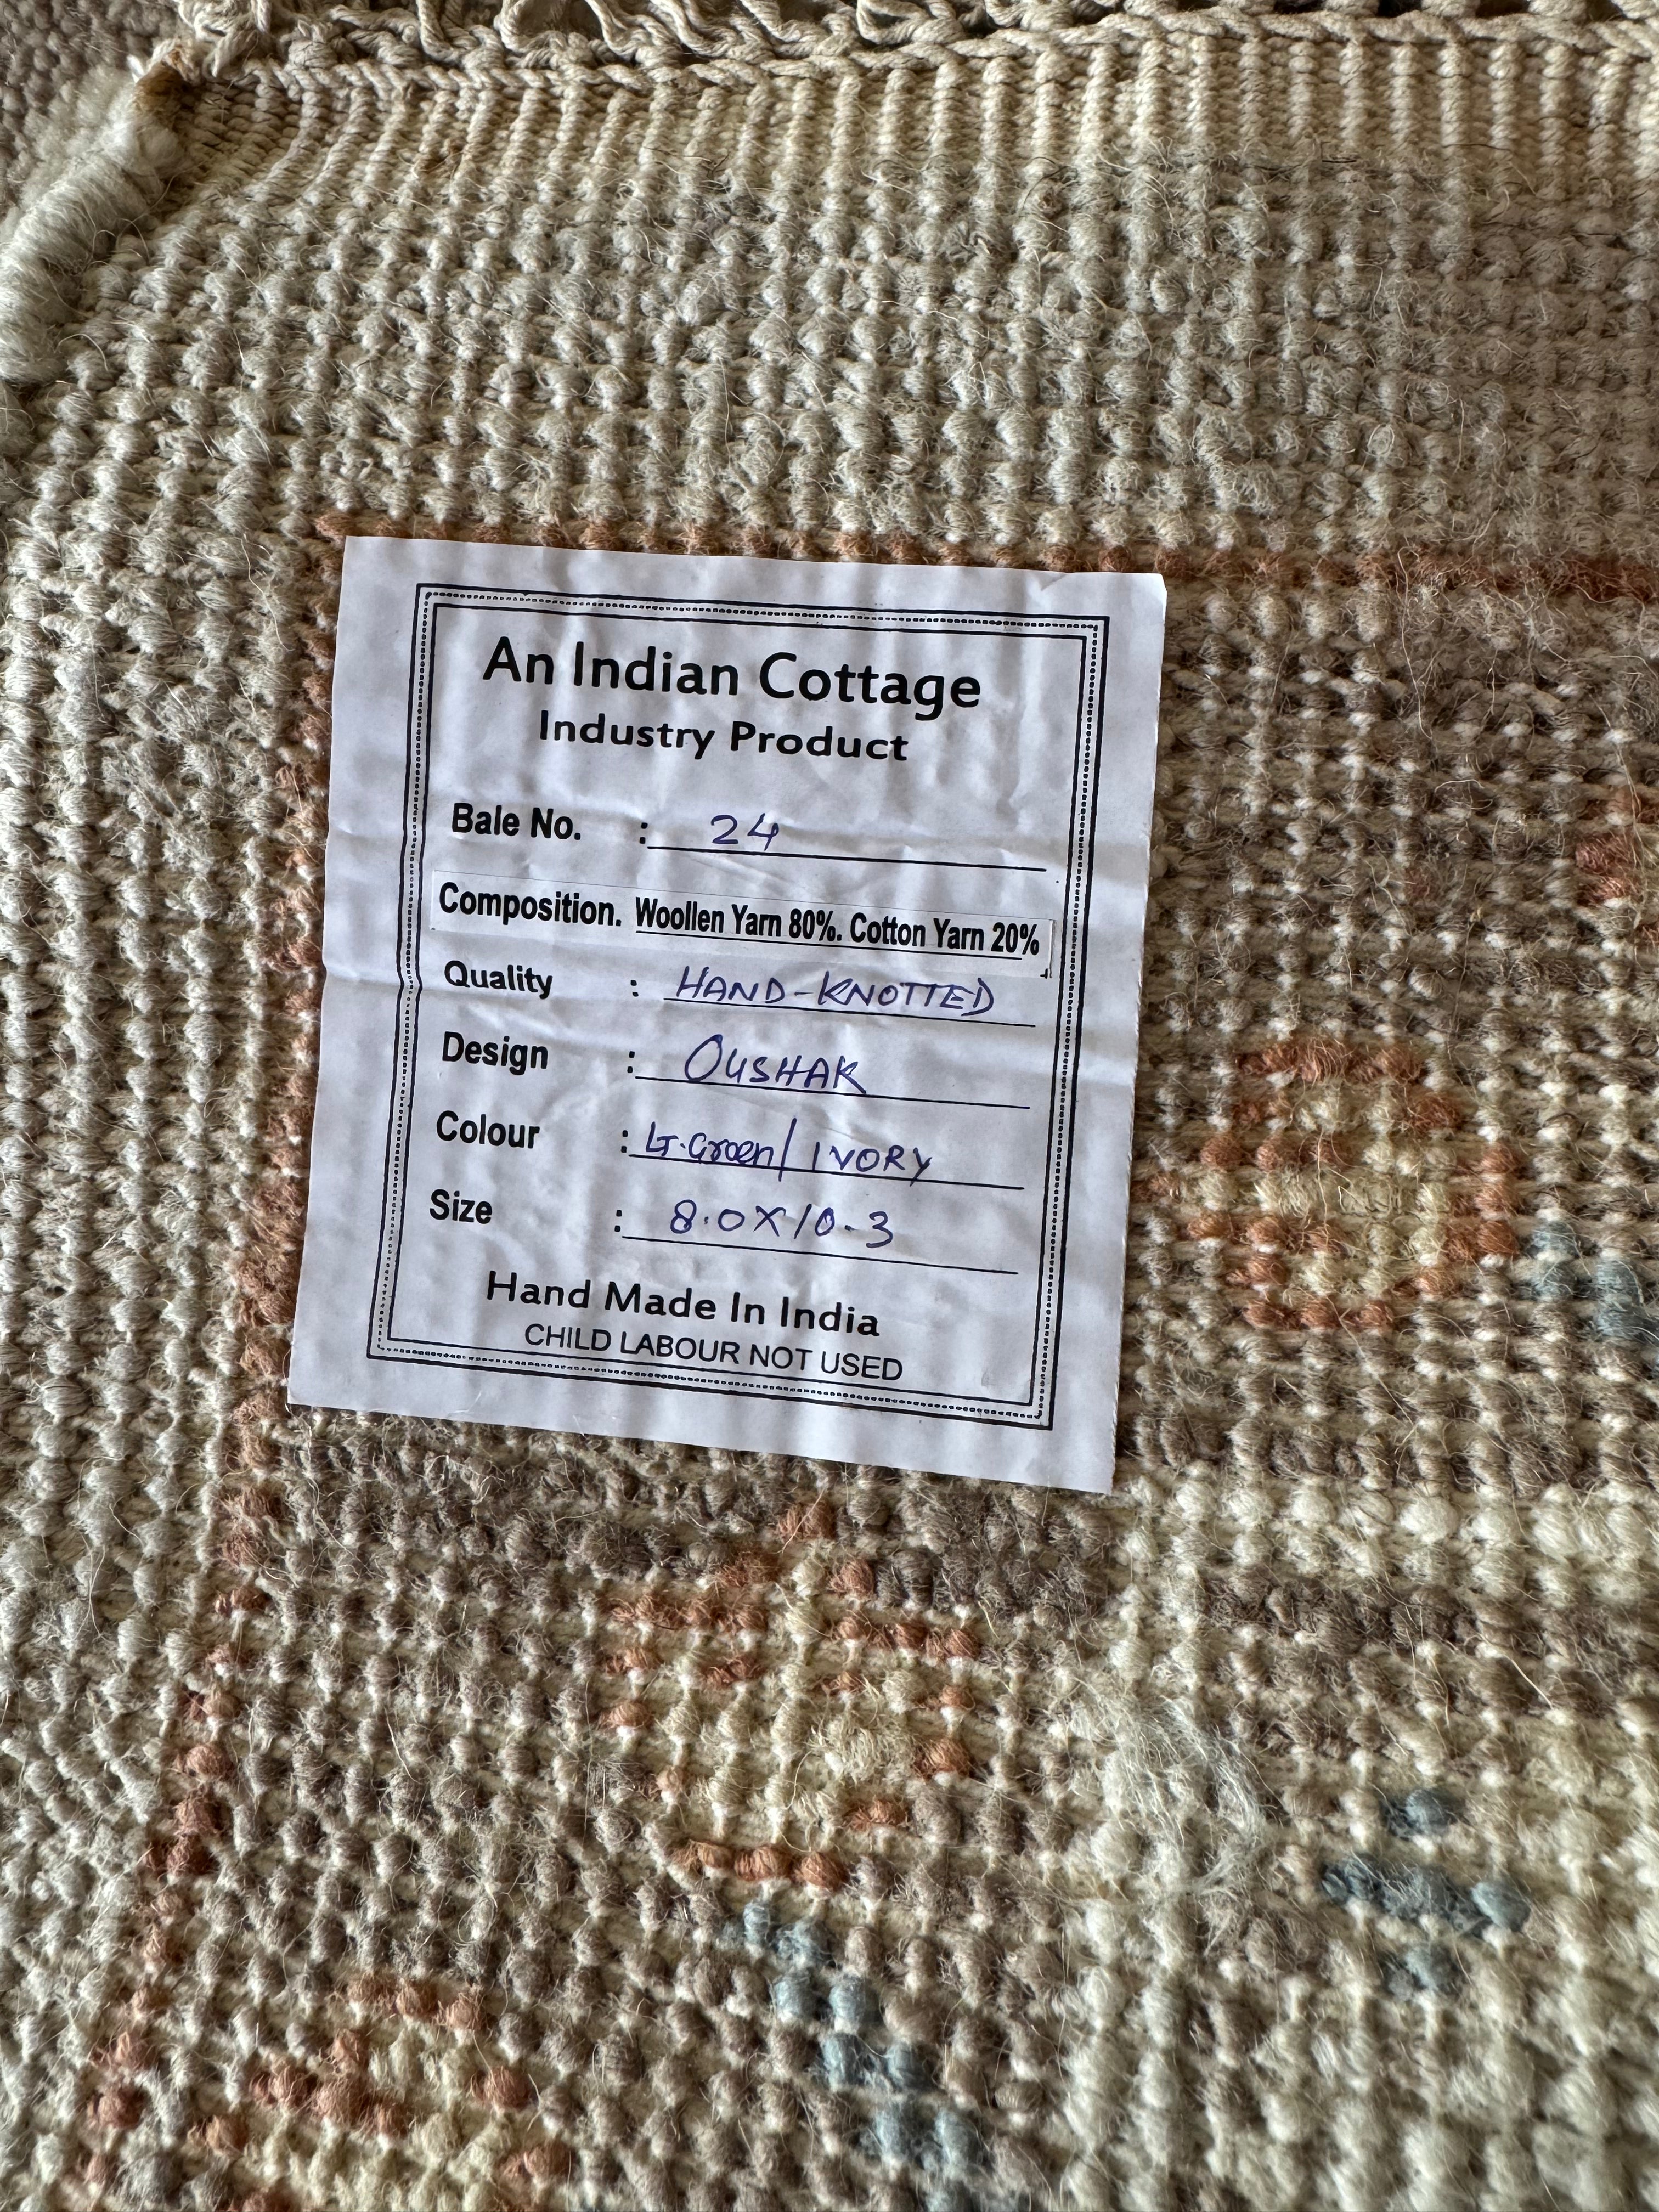 An Indian Cottage
Industry Product
Bale No. : 24
Composition. Woollen Yarn 80%. Cotton Yarn 20%
Quality : HAND-KNOTTED
Design : OUSHAK
Colour : LT.Green/IVORY
Size : 8.0X10.3
Hand Made In India
CHILD LABOUR NOT USED